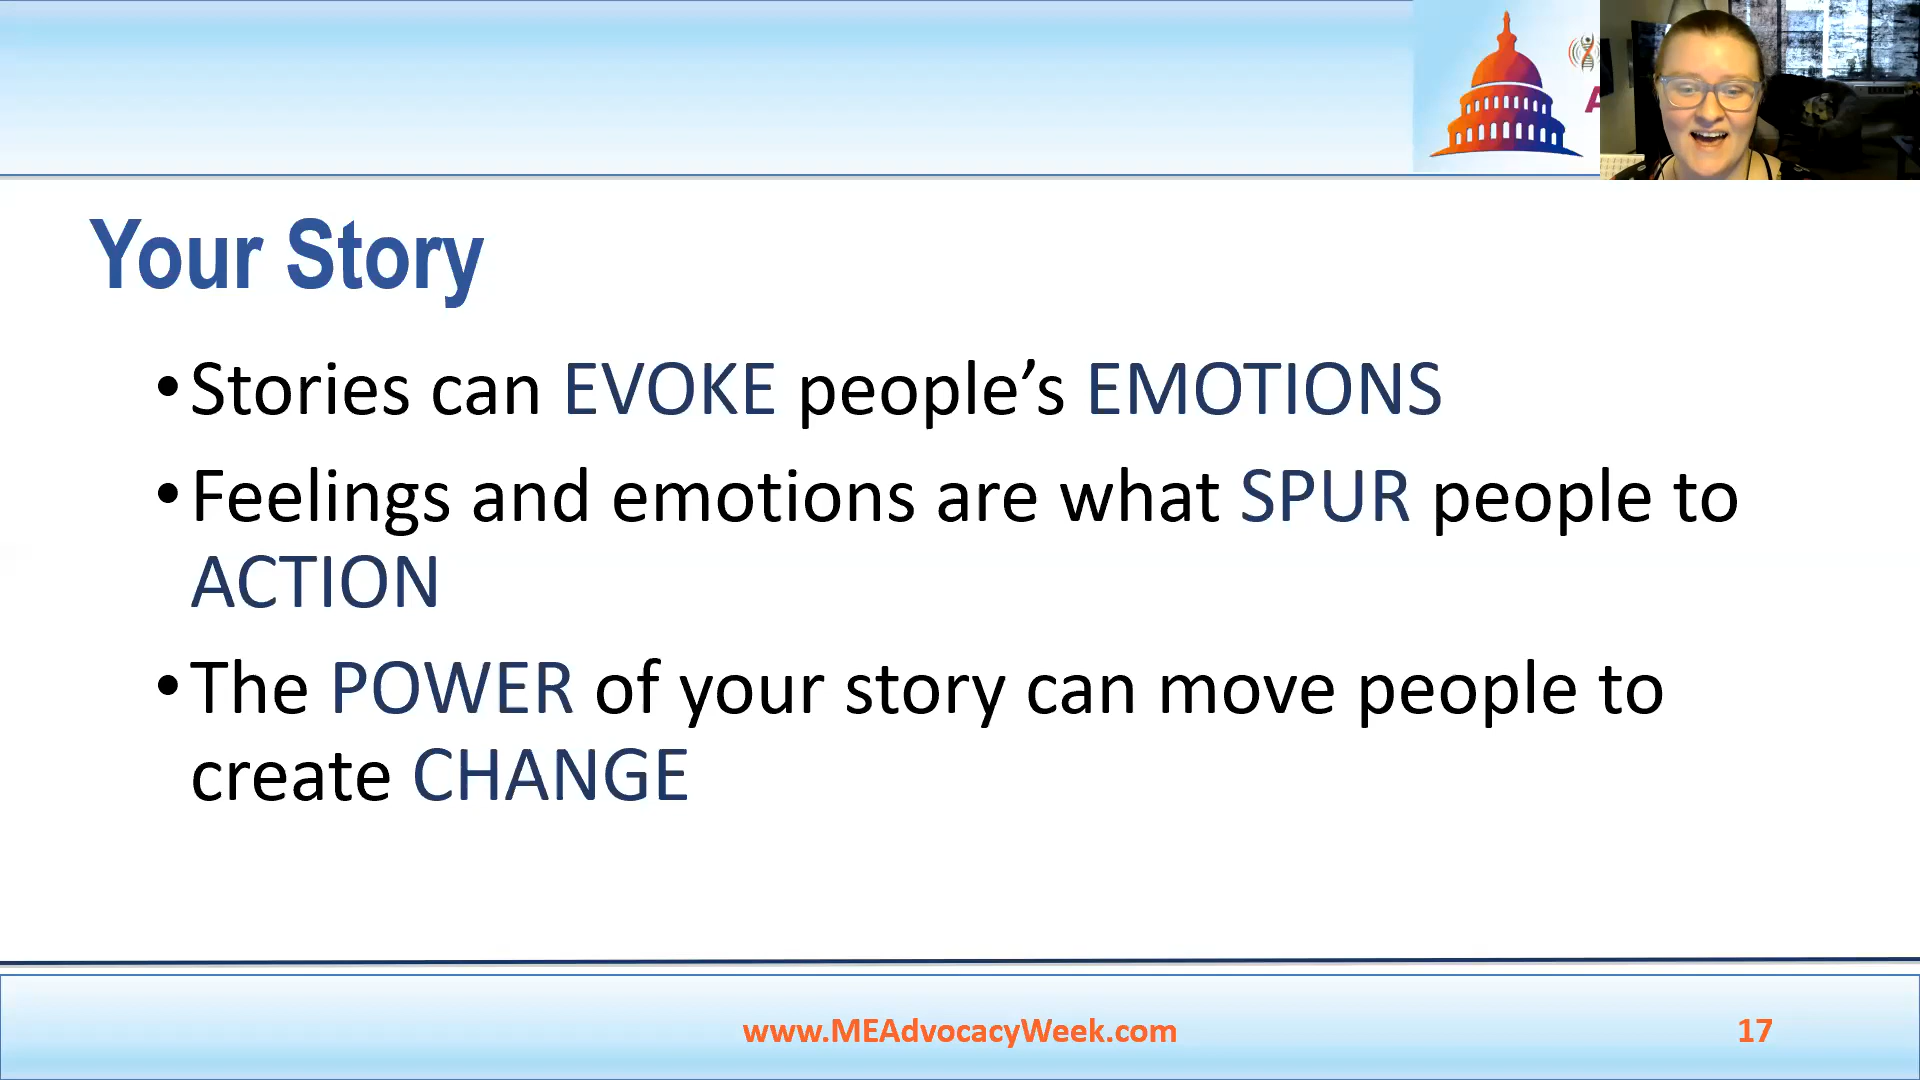 Your Story
•Stories can EVOKE people’s EMOTIONS
•Feelings and emotions are what SPUR people to
ACTION
•The POWER of your story can move people to
create CHANGE
www.MEAdvocacyWeek.com
17